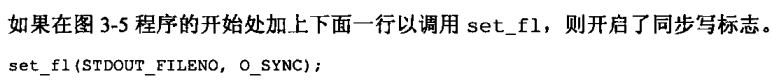 如果在图 3-5 程序的开始处加上下面一行以调用 set_fl，则开启了同步写标志。
set_fl(STDOUT_FILENO, O_SYNC);